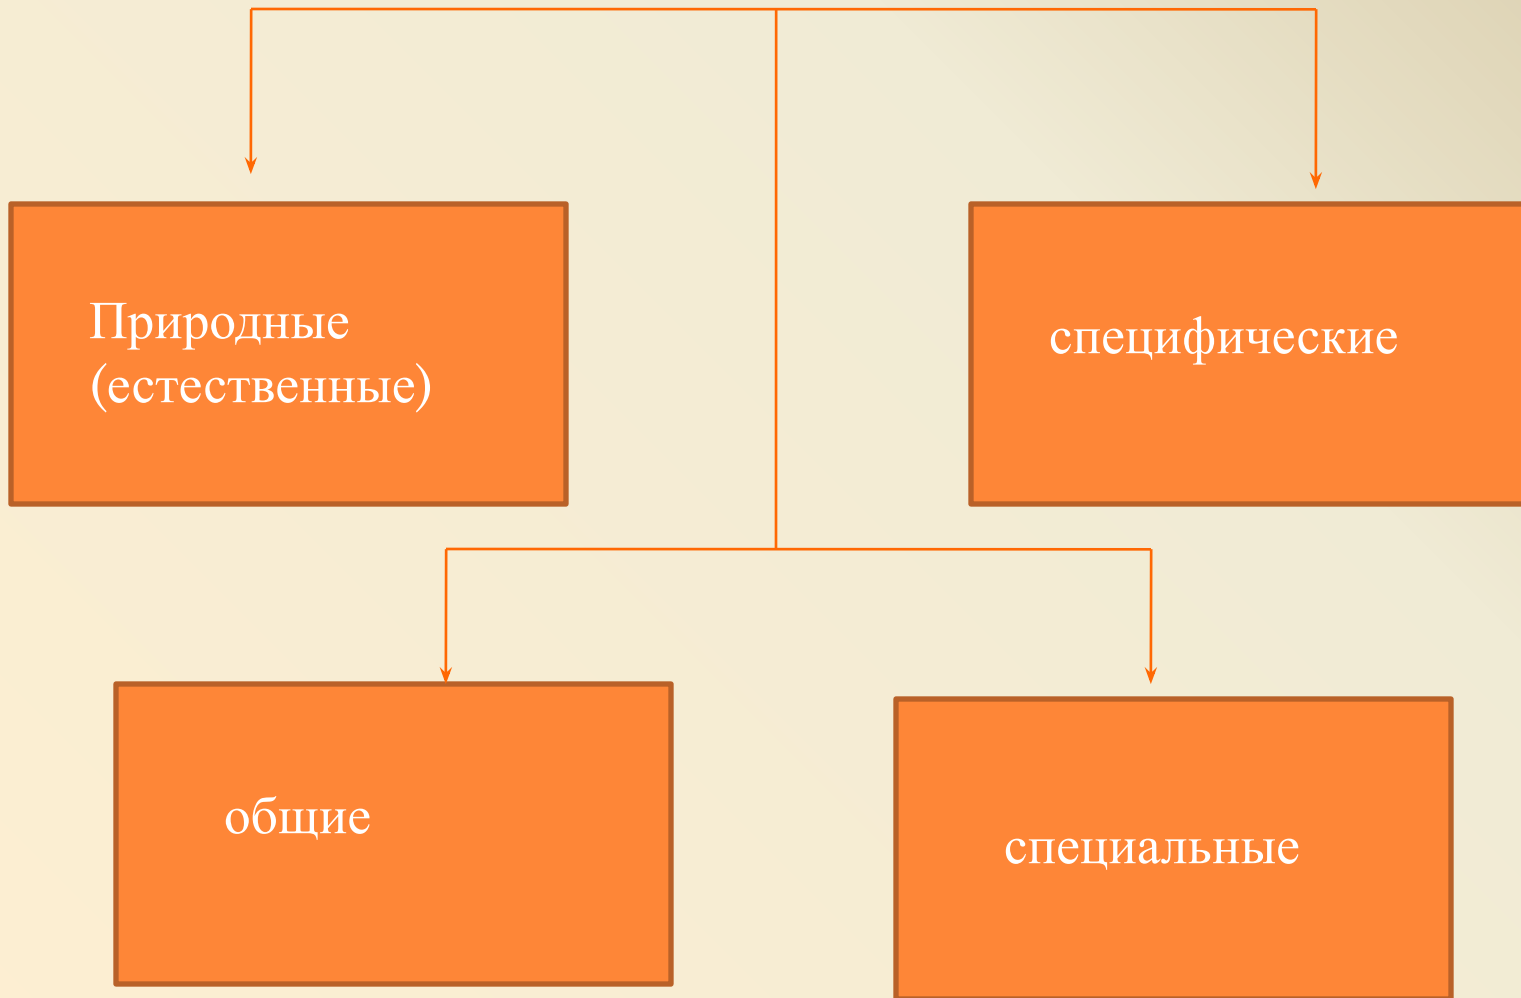 Природные
(естественные)
специфические
общие
специальные